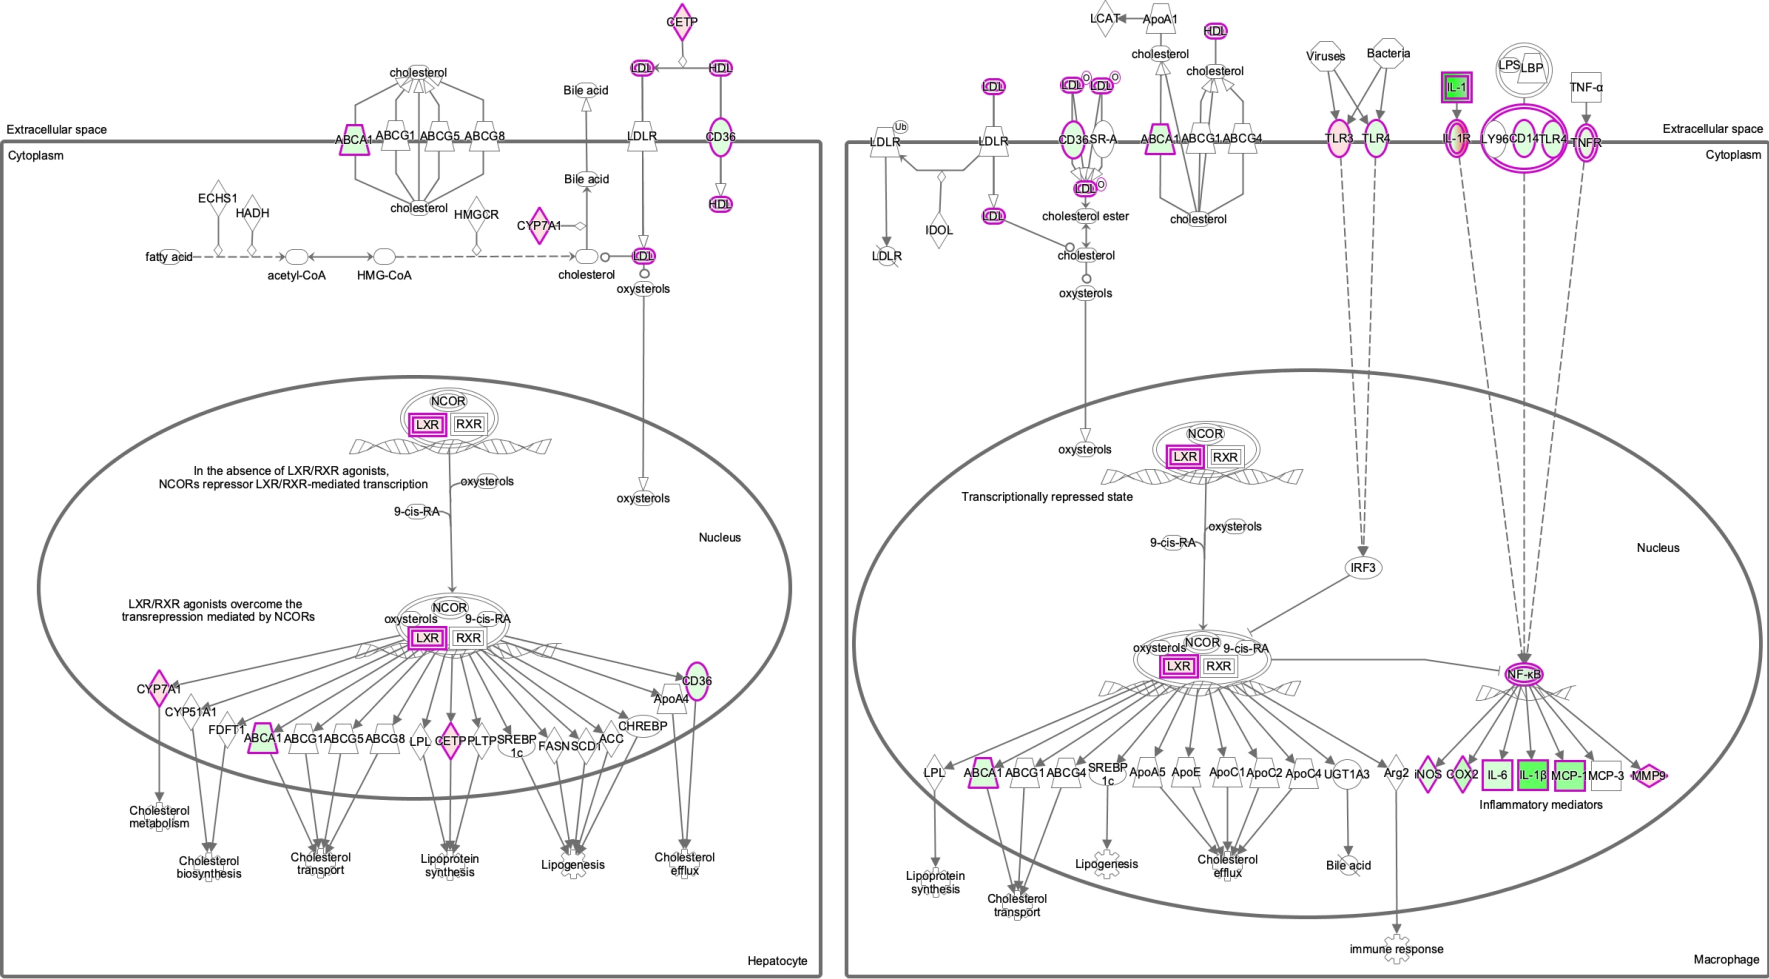 CETP
LDL
HDL
cholesterol
Bile acid
Extracellular space
ABCA1
ABCG1
ABCG5
ABCG8
LDLR
CD36
Cytoplasm
Bile acid
ECHS1
HADH
cholesterol
HMGCR
CYP7A1
HDL
fatty acid
acetyl-CoA
HMG-CoA
cholesterol
LDL
oxysterols
NCOR
LXR
RXR
In the absence of LXR/RXR agonists,
NCORs repressor LXR/RXR-mediated transcription
oxysterols
9-cis-RA
oxysterols
Nucleus
LXR/RXR agonists overcome the
transrepression mediated by NCORs
NCOR
oxysterols
9-cis-RA
LXR
RXR
CYP7A1
CYP51A1
FDFT1
ABCA1
ABCG1
ABCG5
ABCG8
LPL
CETP
PLTP
SREBP
1c
FASN
SCD1
ACC
CHREBP
ApoA4
CD36
Cholesterol
metabolism
Cholesterol
biosynthesis
Cholesterol
transport
Lipoprotein
synthesis
Lipogenesis
Cholesterol
efflux
Hepatocyte
LCAT
ApoA1
HDL
cholesterol
cholesterol
Viruses
Bacteria
LPS
LBP
LDL
LDL
O
LDL
O
IL-1
TNF-α
Extracellular space
Ub
LDLR
LDLR
CD36
SR-A
ABCA1
ABCG1
ABCG4
TLR3
TLR4
IL-1R
LY96
CD14
TLR4
TNFR
Cytoplasm
LDL
O
LDL
IDOL
LDLR
cholesterol ester
cholesterol
cholesterol
oxysterols
oxysterols
NCOR
LXR
RXR
Transcriptionally repressed state
oxysterols
9-cis-RA
IRF3
Nucleus
NCOR
oxysterols
9-cis-RA
LXR
RXR
NF-κB
LPL
ABCA1
ABCG1
ABCG4
SREBP
1c
ApoA5
ApoE
ApoC1
ApoC2
ApoC4
UGT1A3
Arg2
iNOS
COX2
IL-6
IL-1β
MCP-1
MCP-3
MMP9
Inflammatory mediators
Lipoprotein
synthesis
Cholesterol
transport
Lipogenesis
Cholesterol
efflux
Bile acid
immune response
Macrophage